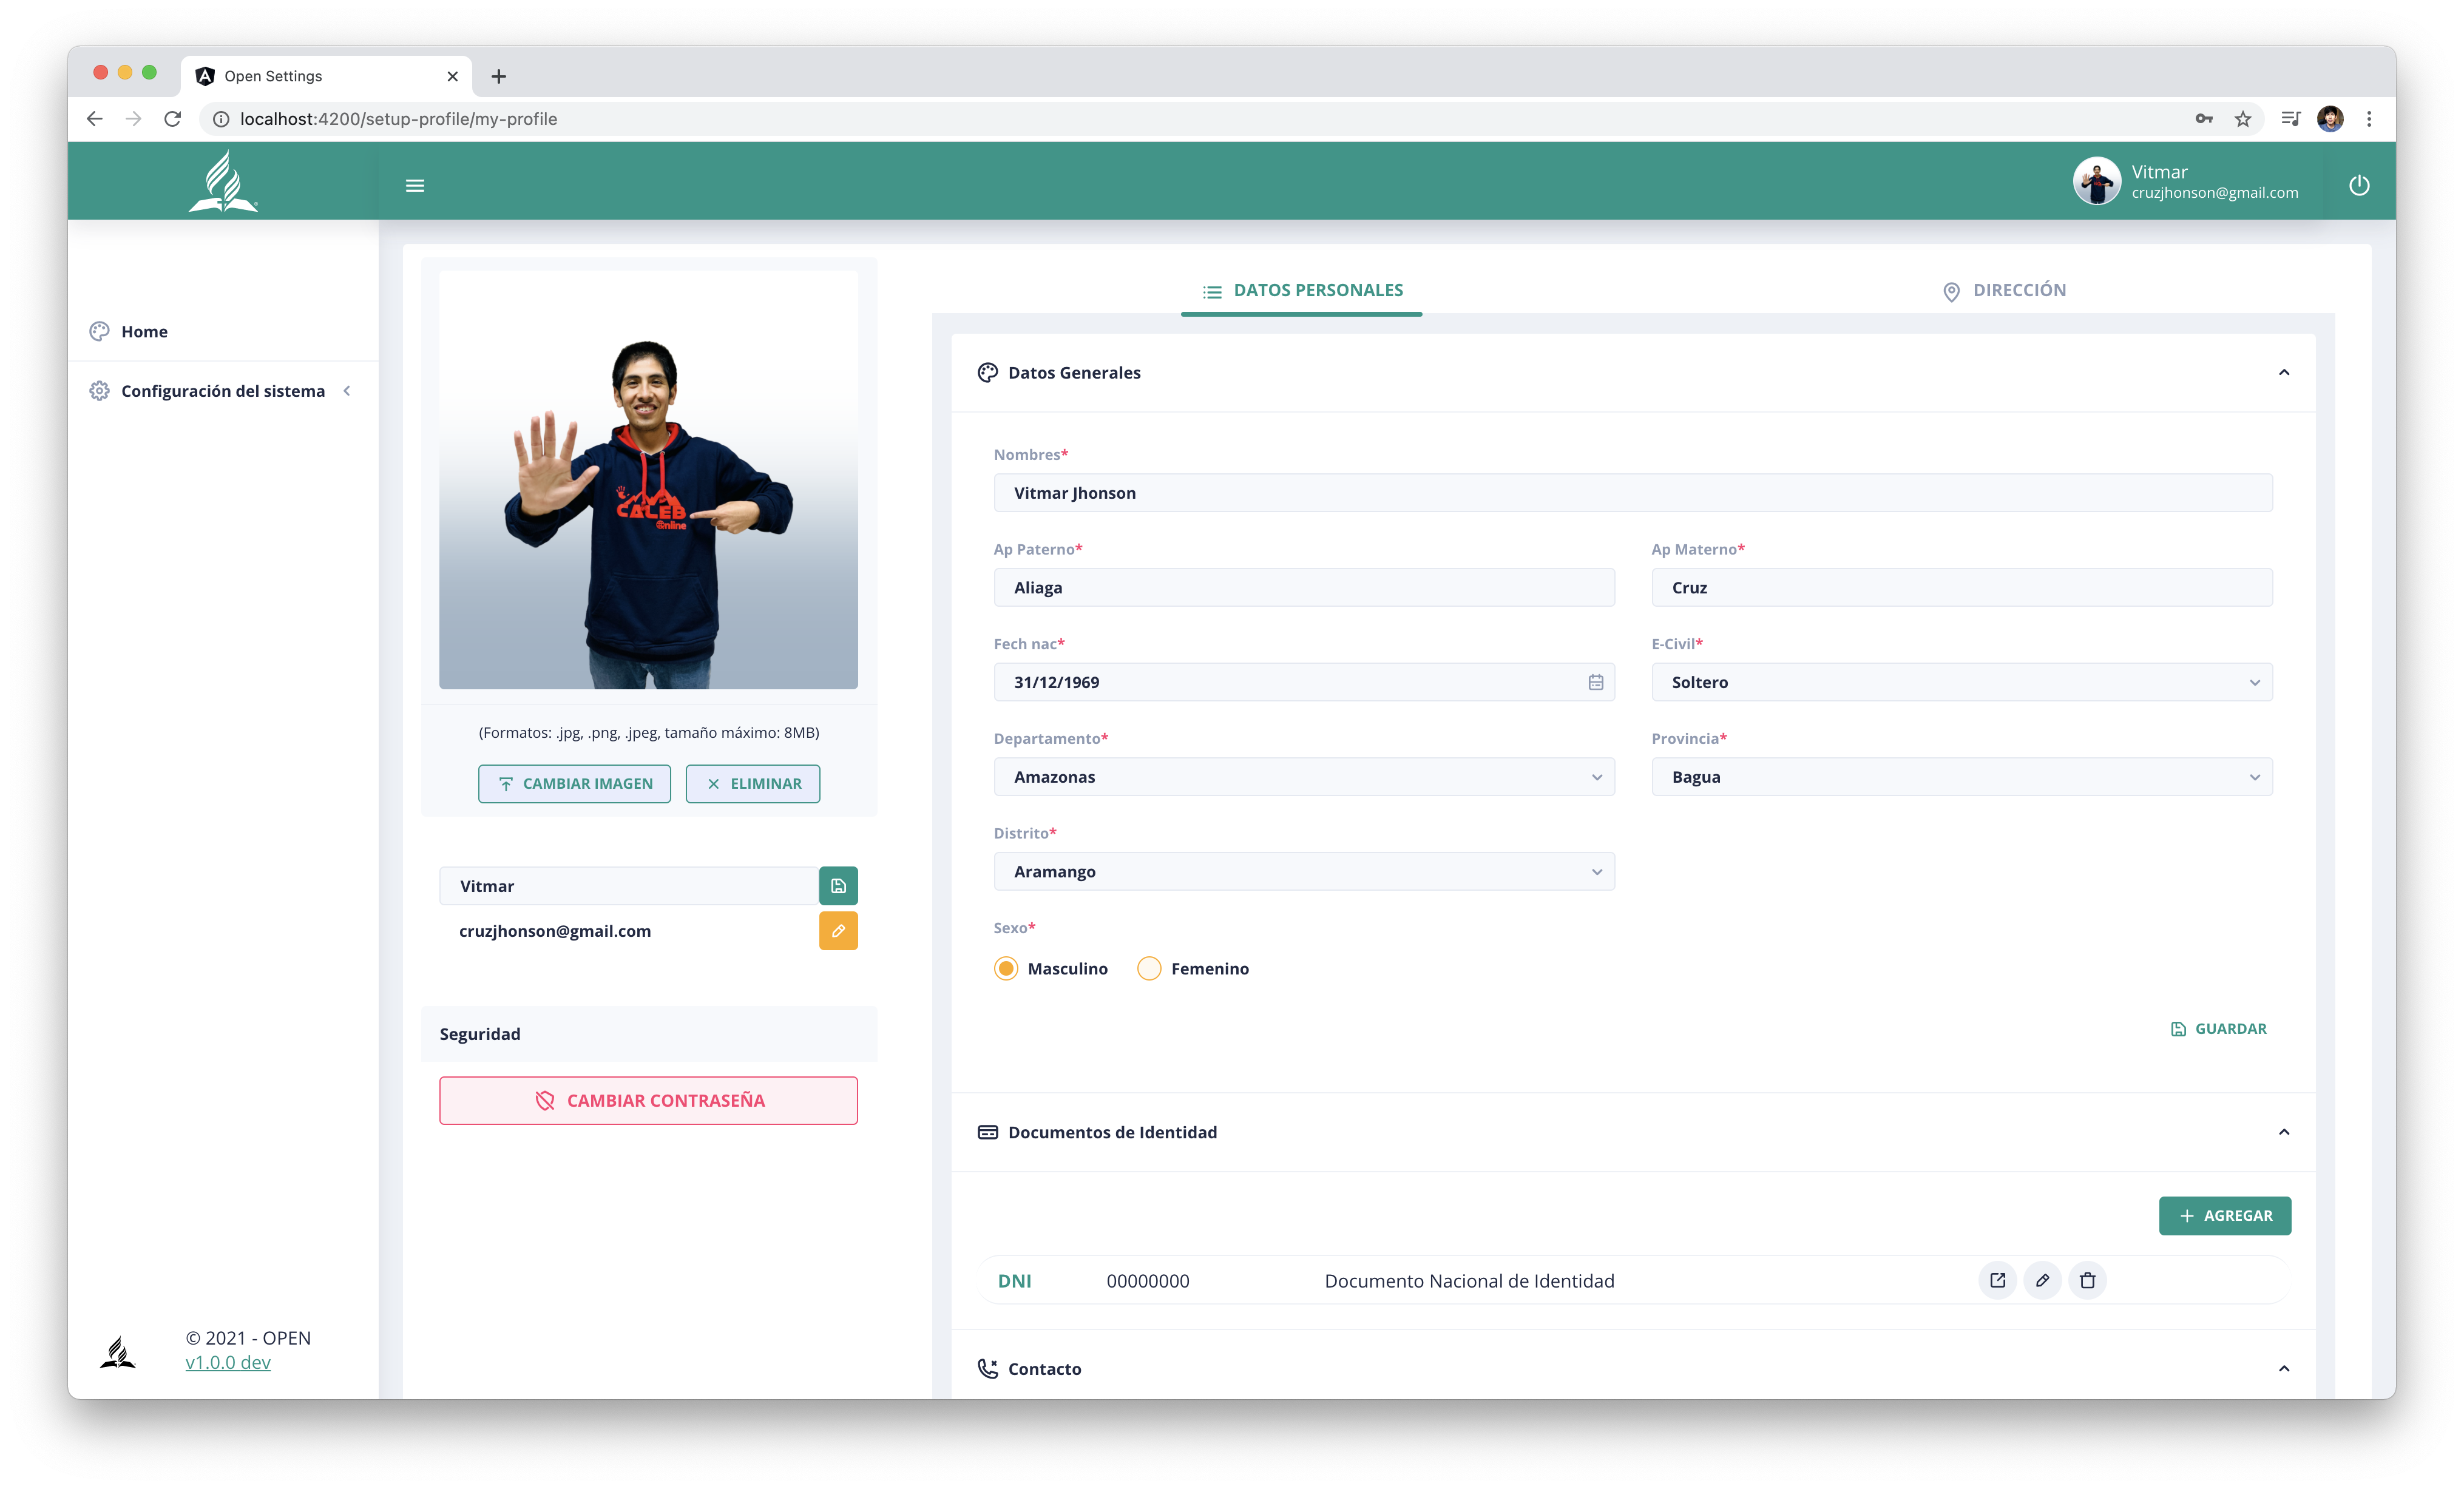 Open Settings
localhost:4200/setup-profile/my-profile
Vitmar
cruzjhonson@gmail.com
Home
Configuración del sistema
CALEB
Online
(Formatos: .jpg, .png, .jpeg, tamaño máximo: 8MB)
CAMBIAR IMAGEN
ELIMINAR
Vitmar
cruzjhonson@gmail.com
Seguridad
CAMBIAR CONTRASEÑA
© 2021 - OPEN
v1.0.0 dev
DATOS PERSONALES
DIRECCIÓN
Datos Generales
Nombres*
Vitmar Jhonson
Ap Paterno*
Ap Materno*
Aliaga
Cruz
Fech nac*
E-Civil*
31/12/1969
Soltero
Departamento*
Provincia*
Amazonas
Bagua
Distrito*
Aramango
Sexo*
Masculino
Femenino
GUARDAR
Documentos de Identidad
AGREGAR
DNI 00000000 Documento Nacional de Identidad
Contacto